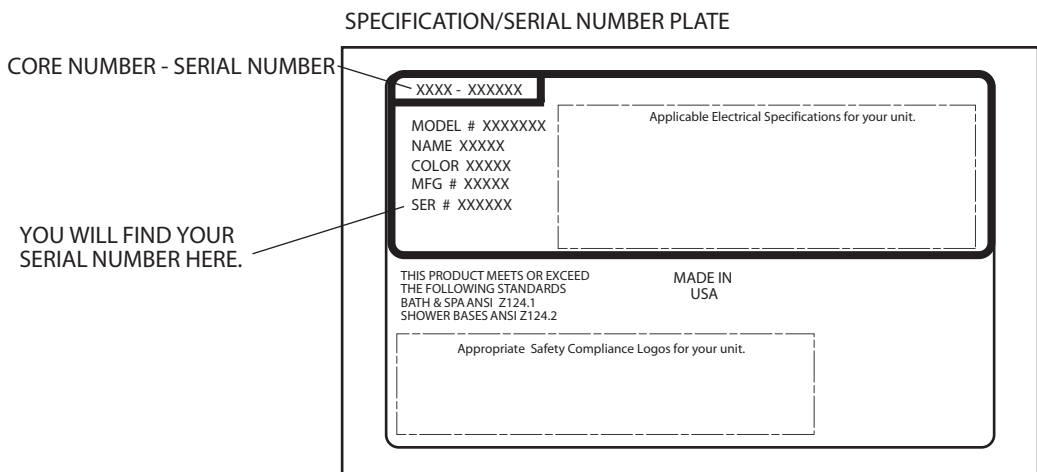 SPECIFICATION/SERIAL NUMBER PLATE
CORE NUMBER - SERIAL NUMBER
XXXX - XXXXXX
MODEL # XXXXXXX
NAME XXXXX
COLOR XXXXX
MFG # XXXXX
SER # XXXXXX
Applicable Electrical Specifications for your unit.
YOU WILL FIND YOUR
SERIAL NUMBER HERE.
THIS PRODUCT MEETS OR EXCEED
THE FOLLOWING STANDARDS
BATH & SPA ANSI Z124.1
SHOWER BASES ANSI Z124.2
MADE IN
USA
Appropriate Safety Compliance Logos for your unit.